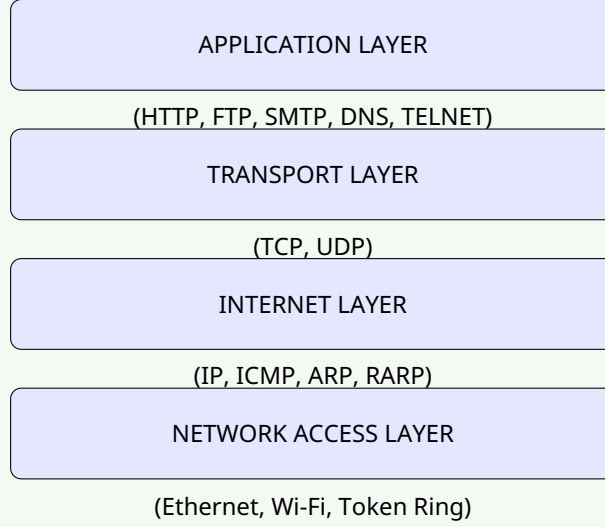 APPLICATION LAYER
(HTTP, FTP, SMTP, DNS, TELNET)
TRANSPORT LAYER
(TCP, UDP)
INTERNET LAYER
(IP, ICMP, ARP, RARP)
NETWORK ACCESS LAYER
(Ethernet, Wi-Fi, Token Ring)